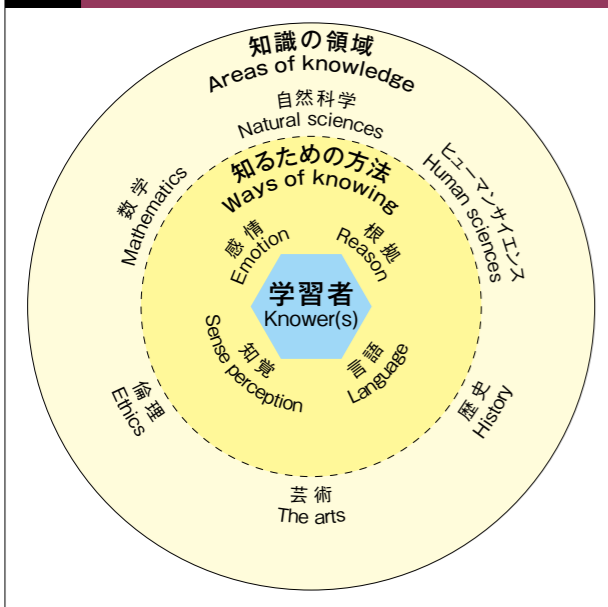 知識の領域
Areas of knowledge
自然科学
Natural sciences
ヒューマンサイエンス
Human sciences
数学
Mathematics
知るための方法
Ways of knowing
感情
Emotion
根拠
Reason
学習者
Knower(s)
知覚
Sense perception
言語
Language
倫理
Ethics
歴史
History
芸術
The arts